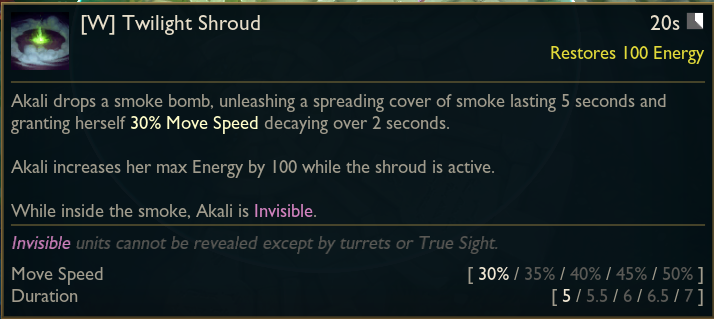 [W] Twilight Shroud 20s
Restores 100 Energy
Akali drops a smoke bomb, unleashing a spreading cover of smoke lasting 5 seconds and
granting herself 30% Move Speed decaying over 2 seconds.
Akali increases her max Energy by 100 while the shroud is active.
While inside the smoke, Akali is Invisible.
Invisible units cannot be revealed except by turrets or True Sight.
Move Speed [ 30% / 35% / 40% / 45% / 50% ]
Duration [ 5 / 5.5 / 6 / 6.5 / 7 ]